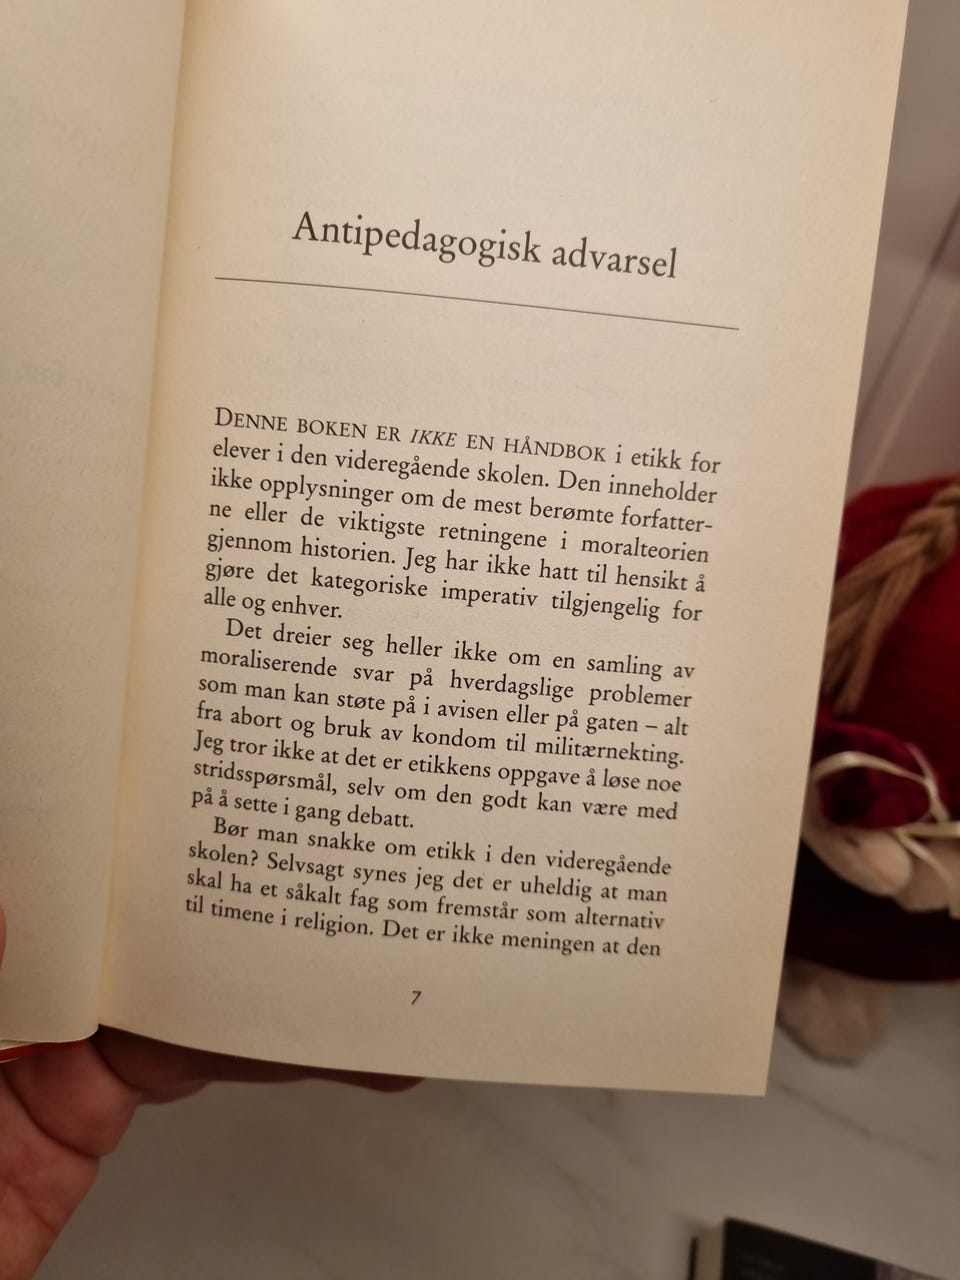 Antipedagogisk advarsel
DENNE BOKEN ER IKKE EN HÅNDBOK i etikk for
elever i den videregående skolen. Den inneholder
ikke opplysninger om de mest berømte forfatter-
ne eller de viktigste retningene i moralteorien
gjennom historien. Jeg har ikke hatt til hensikt å
gjøre det kategoriske imperativ tilgjengelig for
alle og enhver.
Det dreier seg heller ikke om en samling av
moraliserende svar på hverdagslige problemer
som man kan støte på i avisen eller på gaten – alt
fra abort og bruk av kondom til militærnekting.
Jeg tror ikke at det er etikkens oppgave å løse noe
stridsspørsmål, selv om den godt kan være med
på å sette i gang debatt.
Bør man snakke om etikk i den videregående
skolen? Selvsagt synes jeg det er uheldig at man
skal ha et såkalt fag som fremstår som alternativ
til timene i religion. Det er ikke meningen at den
7